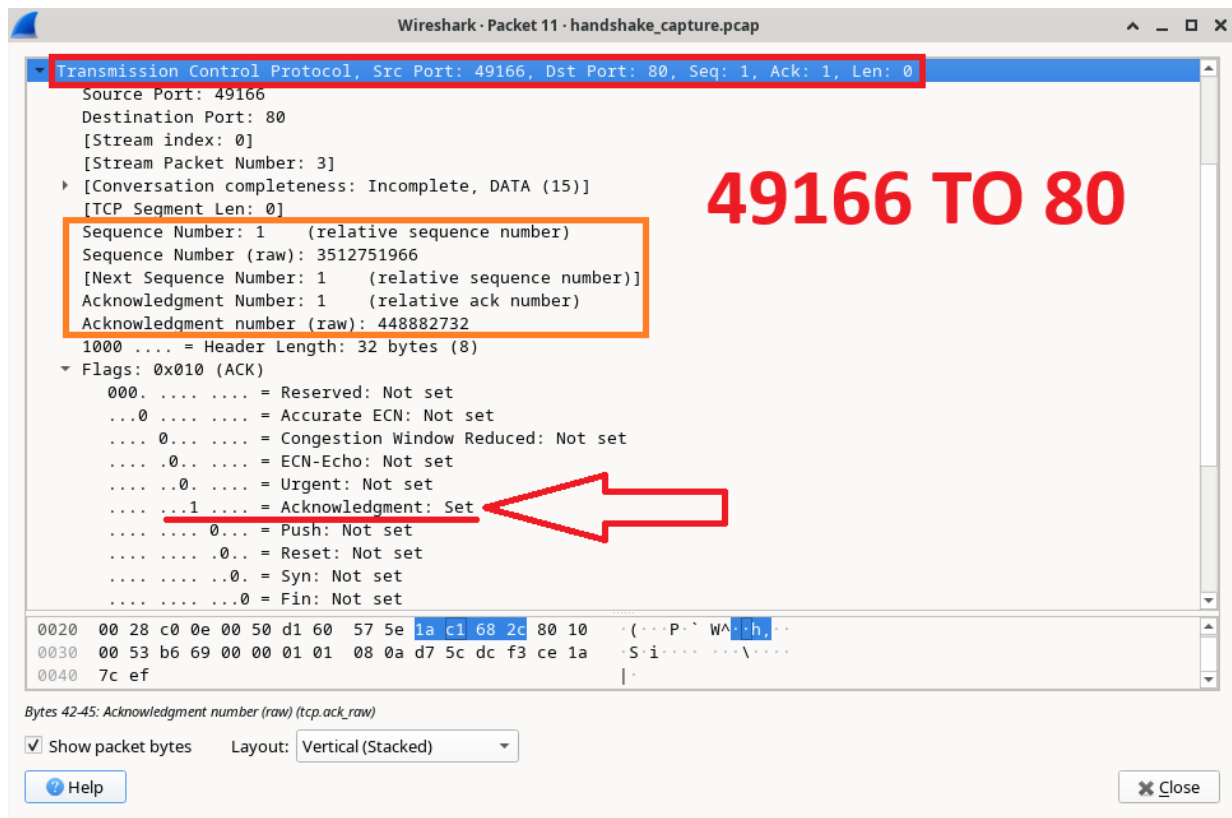 Wireshark · Packet 11 · handshake_capture.pcap
Transmission Control Protocol, Src Port: 49166, Dst Port: 80, Seq: 1, Ack: 1, Len: 0
Source Port: 49166
Destination Port: 80
[Stream index: 0]
[Stream Packet Number: 3]
[Conversation completeness: Incomplete, DATA (15)]
[TCP Segment Len: 0]
49166 TO 80
Sequence Number: 1    (relative sequence number)
Sequence Number (raw): 3512751966
[Next Sequence Number: 1    (relative sequence number)]
Acknowledgment Number: 1    (relative ack number)
Acknowledgment number (raw): 448882732
1000 .... = Header Length: 32 bytes (8)
Flags: 0x010 (ACK)
000. .... .... = Reserved: Not set
...0 .... .... = Accurate ECN: Not set
.... 0... .... = Congestion Window Reduced: Not set
.... .0.. .... = ECN-Echo: Not set
.... ..0. .... = Urgent: Not set
.... ...1 .... = Acknowledgment: Set
.... .... 0... = Push: Not set
.... .... .0.. = Reset: Not set
.... .... ..0. = Syn: Not set
.... .... ...0 = Fin: Not set
0020  00 28 c0 0e 00 50 d1 60  57 5e 1a c1 68 2c 80 10  ·(···P·` W^··h,··
0030  00 53 b6 69 00 00 01 01  08 0a d7 5c dc f3 ce 1a  ·S·i···· ···\····
0040  7c ef  |·
Bytes 42-45: Acknowledgment number (raw) (tcp.ack_raw)
Show packet bytes Layout: Vertical (Stacked)
Help Close